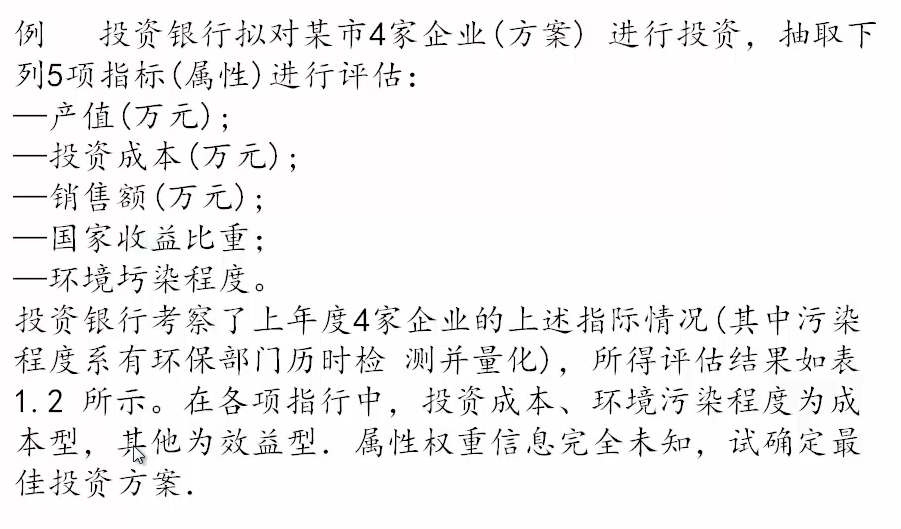 例 投资银行拟对某市4家企业(方案) 进行投资，抽取下
列5项指标(属性)进行评估：
—产值(万元)；
—投资成本(万元)；
—销售额(万元)；
—国家收益比重；
—环境圬染程度。
投资银行考察了上年度4家企业的上述指际情况(其中污染
程度系有环保部门历时检 测并量化)，所得评估结果如表
1.2 所示。在各项指行中，投资成本、环境污染程度为成
本型，其他为效益型．属性权重信息完全未知，试确定最
佳投资方案．